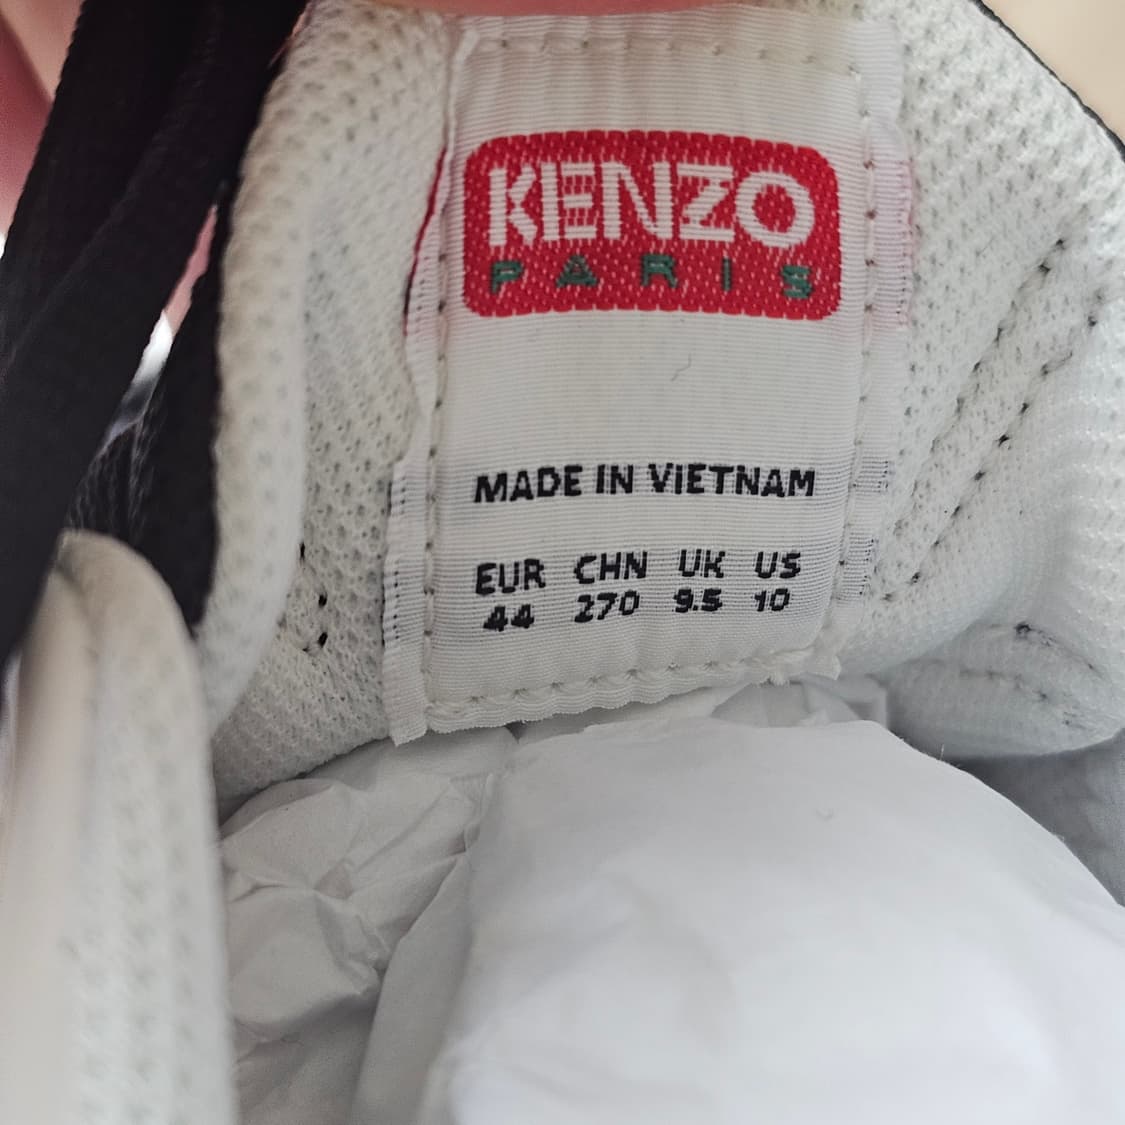 KENZO
PARIS
MADE IN VIETNAM
EUR CHN UK US
44 270 9.5 10